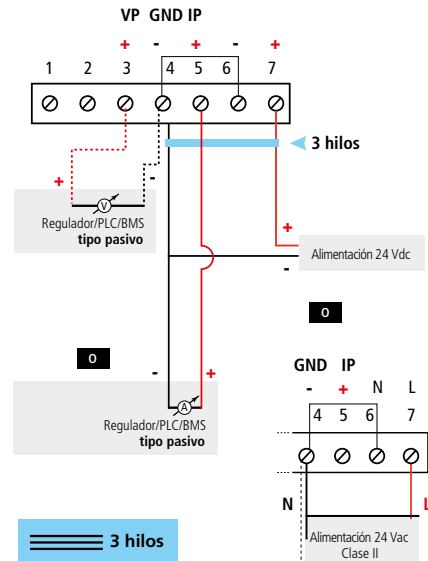 VP GND IP
+ - + - +
1 2 3 4 5 6 7
3 hilos
+ -
V
Regulador/PLC/BMS
tipo pasivo
+
Alimentación 24 Vdc
-
o
o
- +
A
Regulador/PLC/BMS
tipo pasivo
GND IP
- + N L
4 5 6 7
N L
Alimentación 24 Vac
Clase II
3 hilos